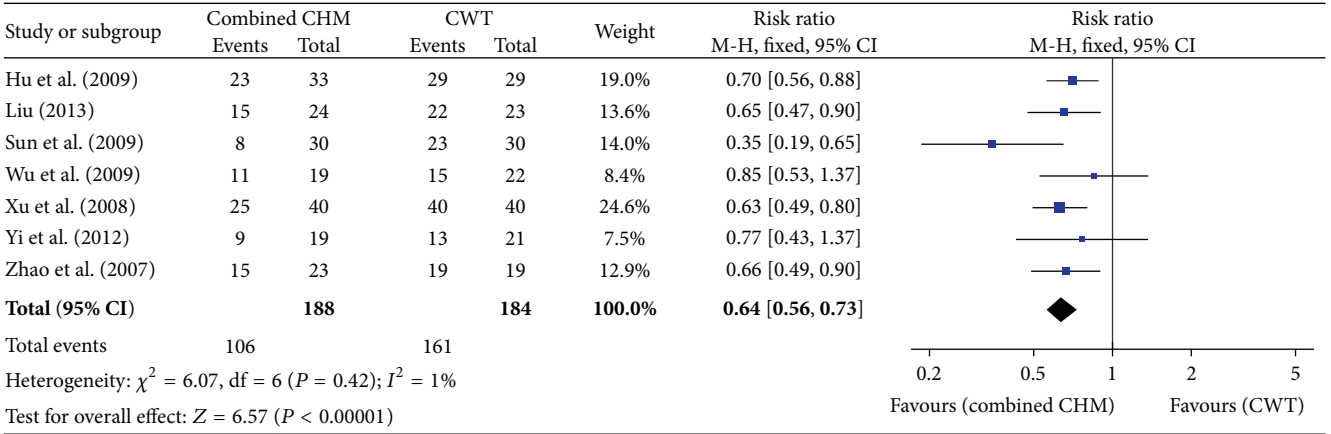 Study or subgroup Combined CHM CWT Weight Risk ratio Risk ratio
Events Total Events Total M-H, fixed, 95% CI M-H, fixed, 95% CI
Hu et al. (2009) 23 33 29 29 19.0% 0.70 [0.56, 0.88]
Liu (2013) 15 24 22 23 13.6% 0.65 [0.47, 0.90]
Sun et al. (2009) 8 30 23 30 14.0% 0.35 [0.19, 0.65]
Wu et al. (2009) 11 19 15 22 8.4% 0.85 [0.53, 1.37]
Xu et al. (2008) 25 40 40 40 24.6% 0.63 [0.49, 0.80]
Yi et al. (2012) 9 19 13 21 7.5% 0.77 [0.43, 1.37]
Zhao et al. (2007) 15 23 19 19 12.9% 0.66 [0.49, 0.90]
Total (95% CI) 188 184 100.0% 0.64 [0.56, 0.73]
Total events 106 161
Heterogeneity: χ² = 6.07, df = 6 (P = 0.42); I² = 1%
Test for overall effect: Z = 6.57 (P < 0.00001)
0.2 0.5 1 2 5
Favours (combined CHM) Favours (CWT)